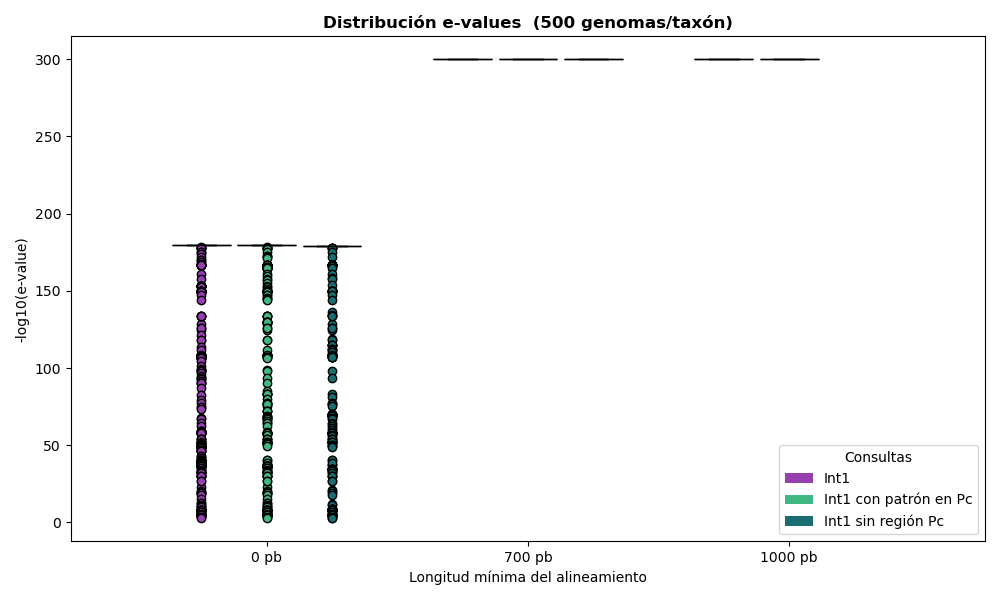 Distribución e-values  (500 genomas/taxón)
300
250
200
150
100
50
0
-log10(e-value)
0 pb
700 pb
1000 pb
Longitud mínima del alineamiento
Consultas
Int1
Int1 con patrón en Pc
Int1 sin región Pc